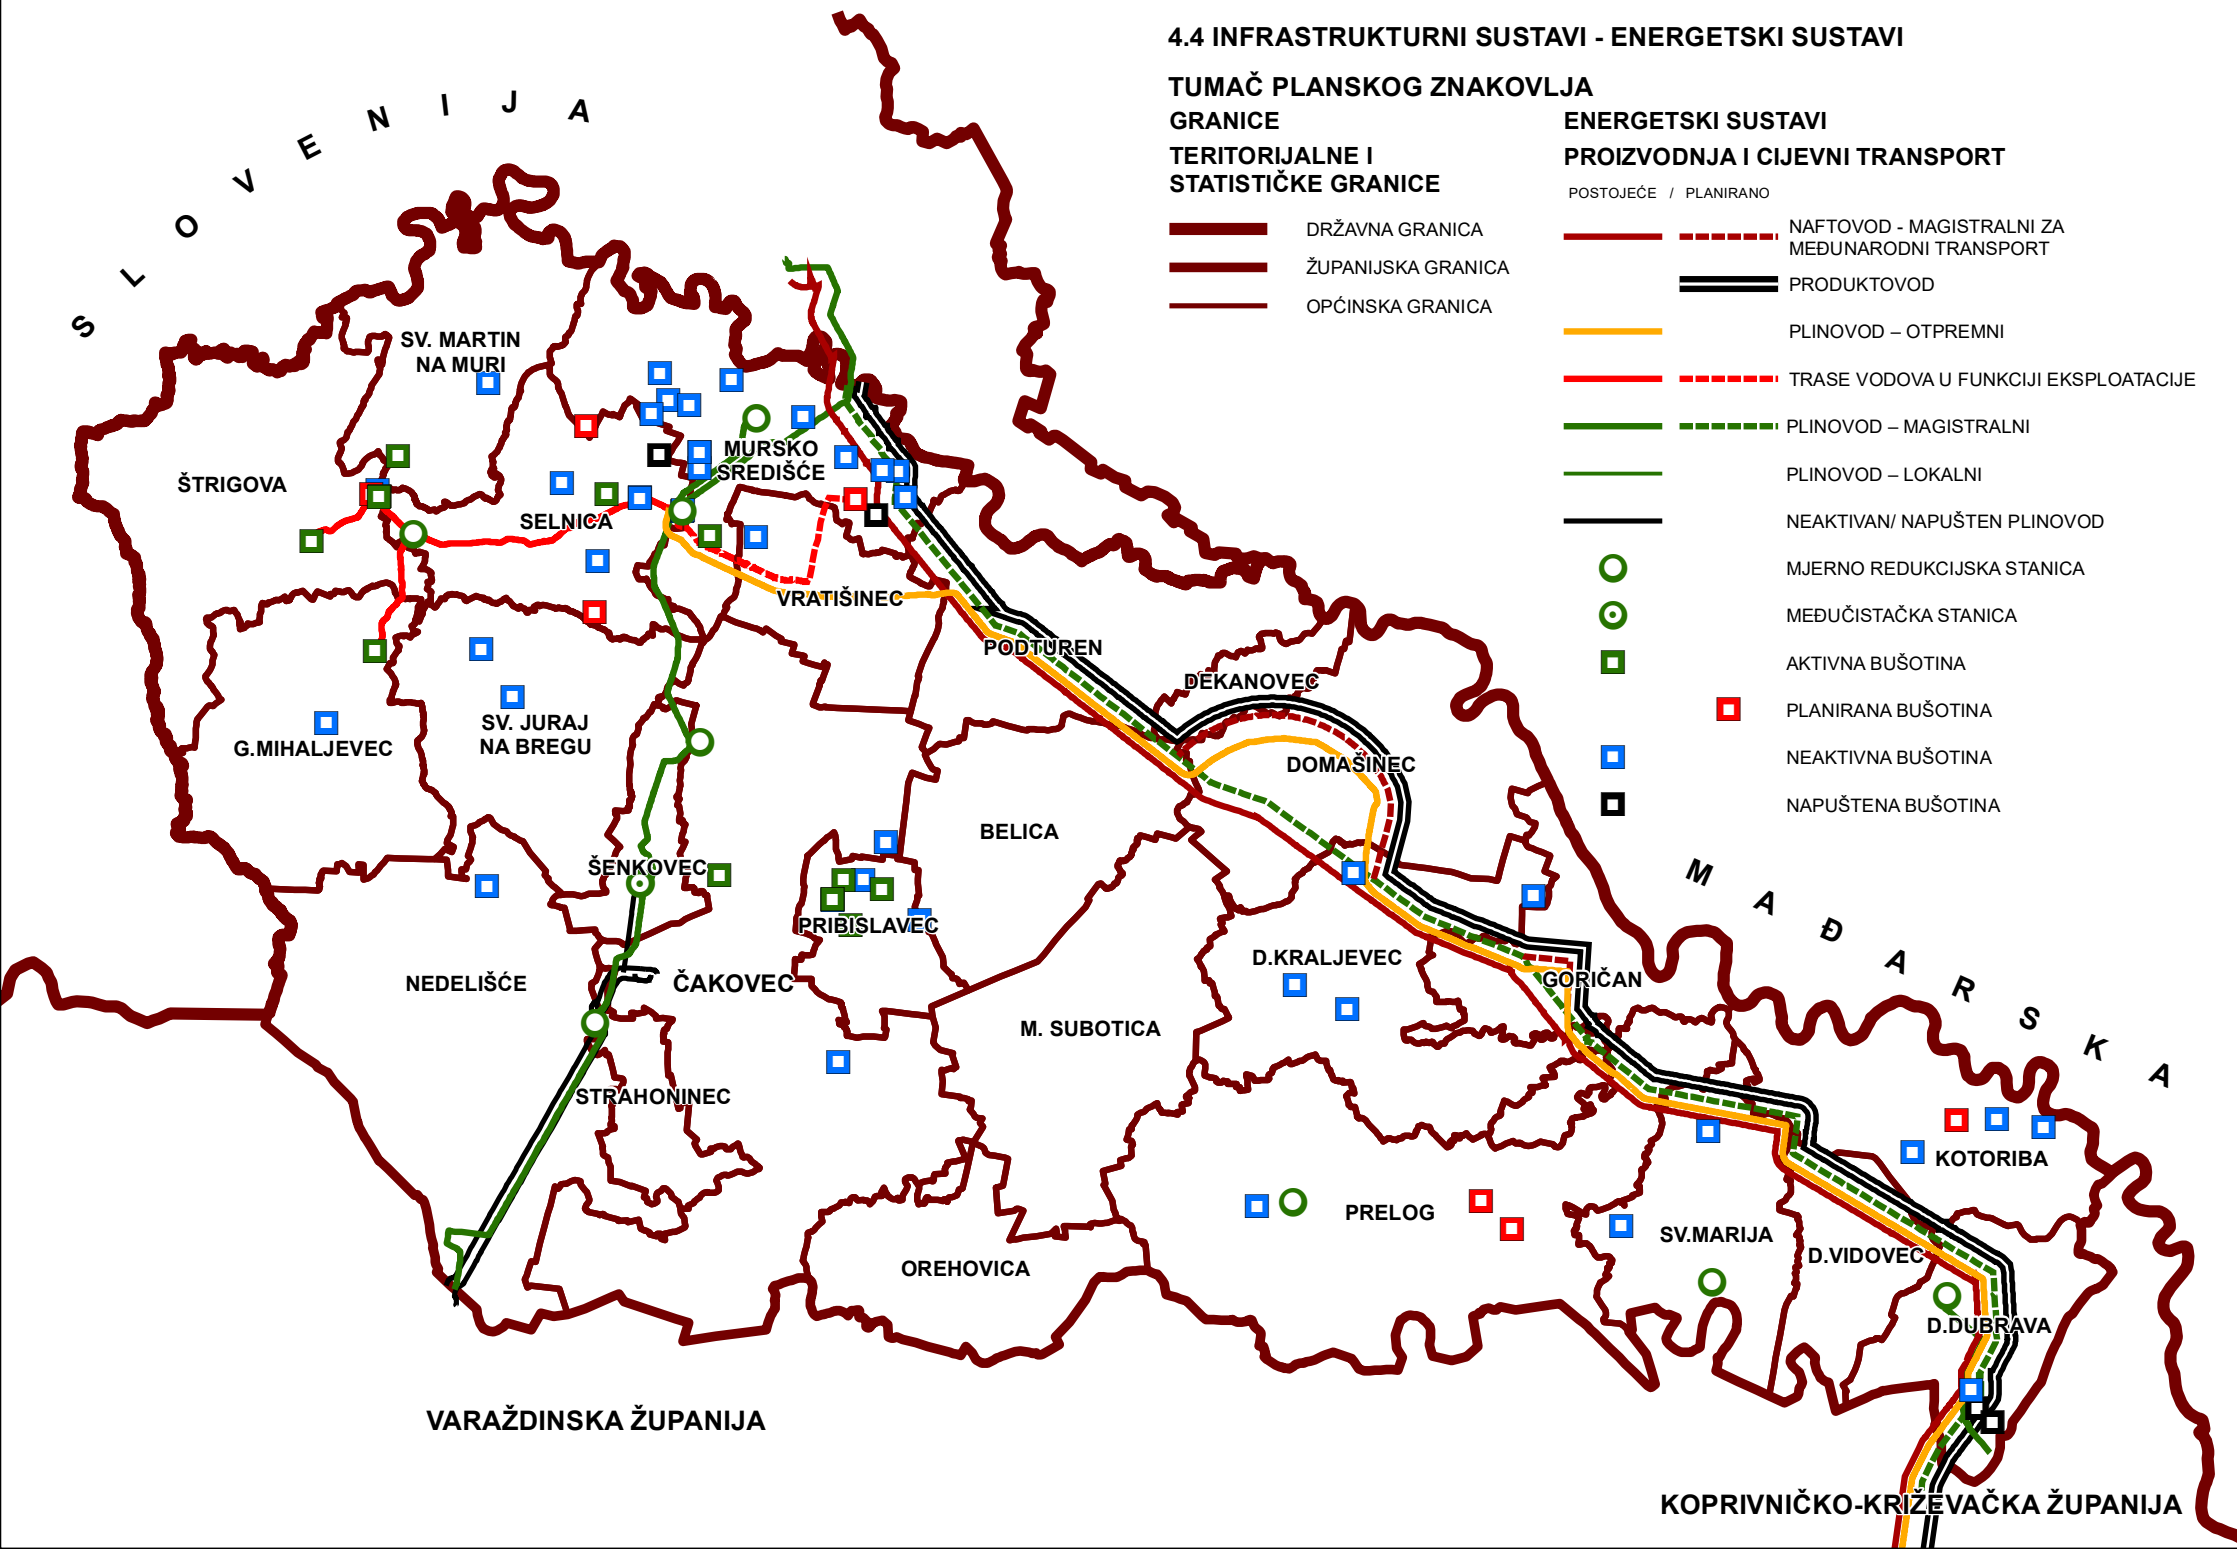 4.4 INFRASTRUKTURNI SUSTAVI - ENERGETSKI SUSTAVI
TUMAČ PLANSKOG ZNAKOVLJA
GRANICE
TERITORIJALNE I
STATISTIČKE GRANICE
DRŽAVNA GRANICA
ŽUPANIJSKA GRANICA
OPĆINSKA GRANICA
ENERGETSKI SUSTAVI
PROIZVODNJA I CIJEVNI TRANSPORT
POSTOJEĆE / PLANIRANO
NAFTOVOD - MAGISTRALNI ZA
MEĐUNARODNI TRANSPORT
PRODUKTOVOD
PLINOVOD – OTPREMNI
TRASE VODOVA U FUNKCIJI EKSPLOATACIJE
PLINOVOD – MAGISTRALNI
PLINOVOD – LOKALNI
NEAKTIVAN/ NAPUŠTEN PLINOVOD
MJERNO REDUKCIJSKA STANICA
MEĐUČISTAČKA STANICA
AKTIVNA BUŠOTINA
PLANIRANA BUŠOTINA
NEAKTIVNA BUŠOTINA
NAPUŠTENA BUŠOTINA
SLOVENIJA
SV. MARTIN
NA MURI
ŠTRIGOVA
MURSKO
SREDIŠĆE
SELNICA
VRATIŠINEC
PODTUREN
DEKANOVEC
G.MIHALJEVEC
SV. JURAJ
NA BREGU
DOMAŠINEC
BELICA
ŠENKOVEC
PRIBISLAVEC
MAĐARSKA
NEDELIŠĆE
ČAKOVEC
D.KRALJEVEC
GORIČAN
M. SUBOTICA
STRAHONINEC
KOTORIBA
PRELOG
SV.MARIJA
D.VIDOVEC
OREHOVICA
D.DUBRAVA
VARAŽDINSKA ŽUPANIJA
KOPRIVNIČKO-KRIŽEVAČKA ŽUPANIJA